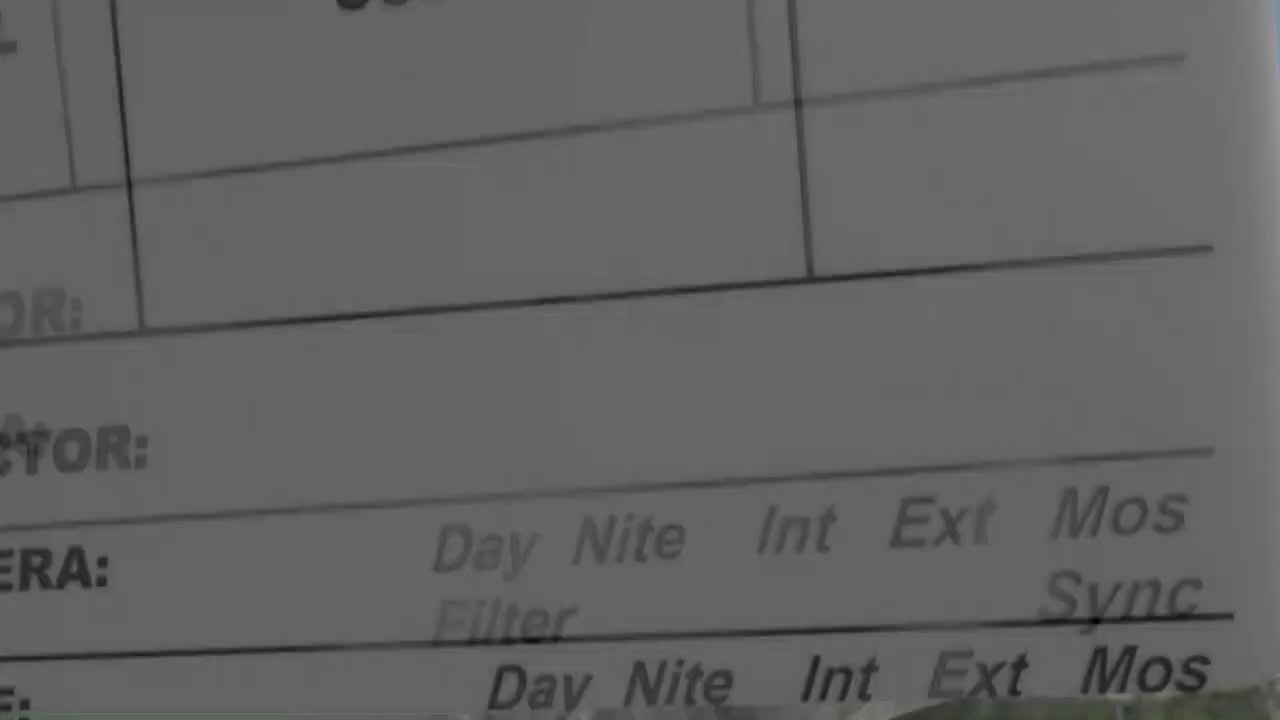 OR:
CTOR:
ERA:
Day Nite Int Ext Mos
Filter Sync
E:
Day Nite Int Ext Mos